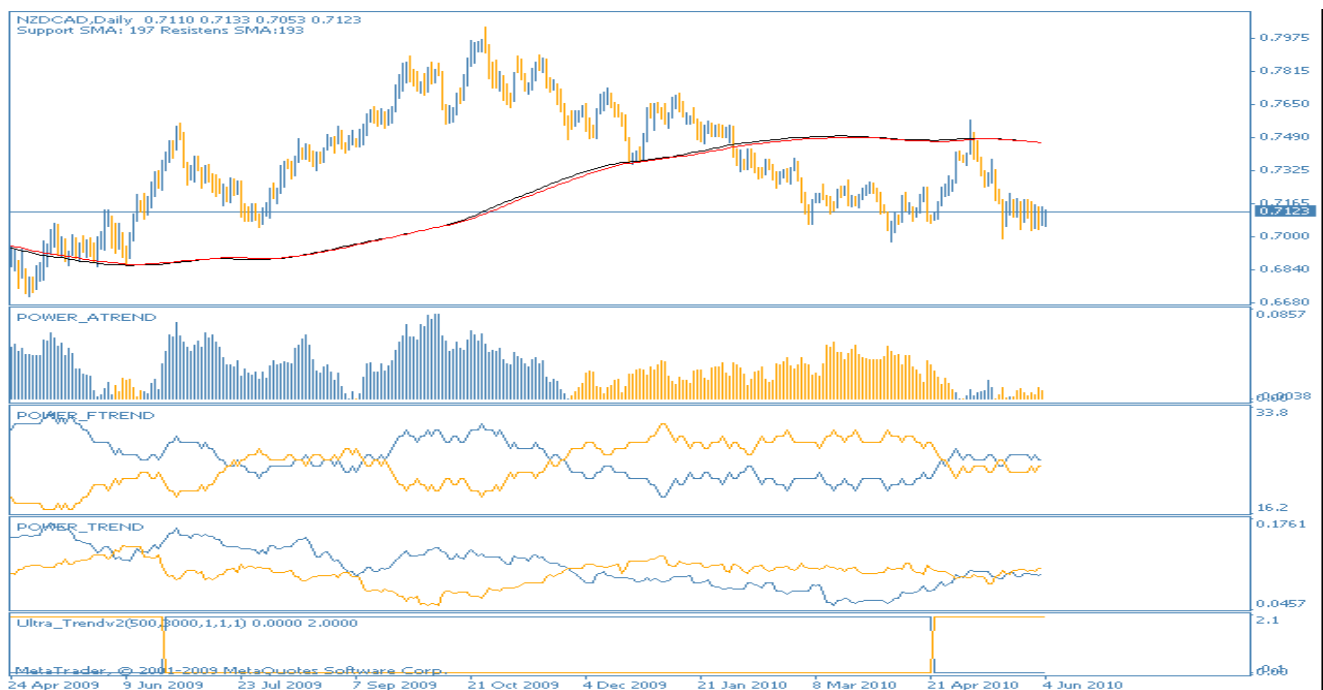 NZDCAD,Daily 0.7110 0.7133 0.7053 0.7123
Support SMA: 197 Resistens SMA:193
0.7975
0.7815
0.7650
0.7490
0.7325
0.7165
0.7123
0.7000
0.6840
0.6680
POWER_ATREND
0.0857
POWER_FTREND
33.8
16.2
POWER_TREND
0.1761
0.0457
Ultra_Trendv2(500,3000,1,1,1) 0.0000 2.0000
2.1
MetaTrader, © 2001-2009 MetaQuotes Software Corp.
24 Apr 2009 9 Jun 2009 23 Jul 2009 7 Sep 2009 21 Oct 2009 4 Dec 2009 21 Jan 2010 8 Mar 2010 21 Apr 2010 4 Jun 2010